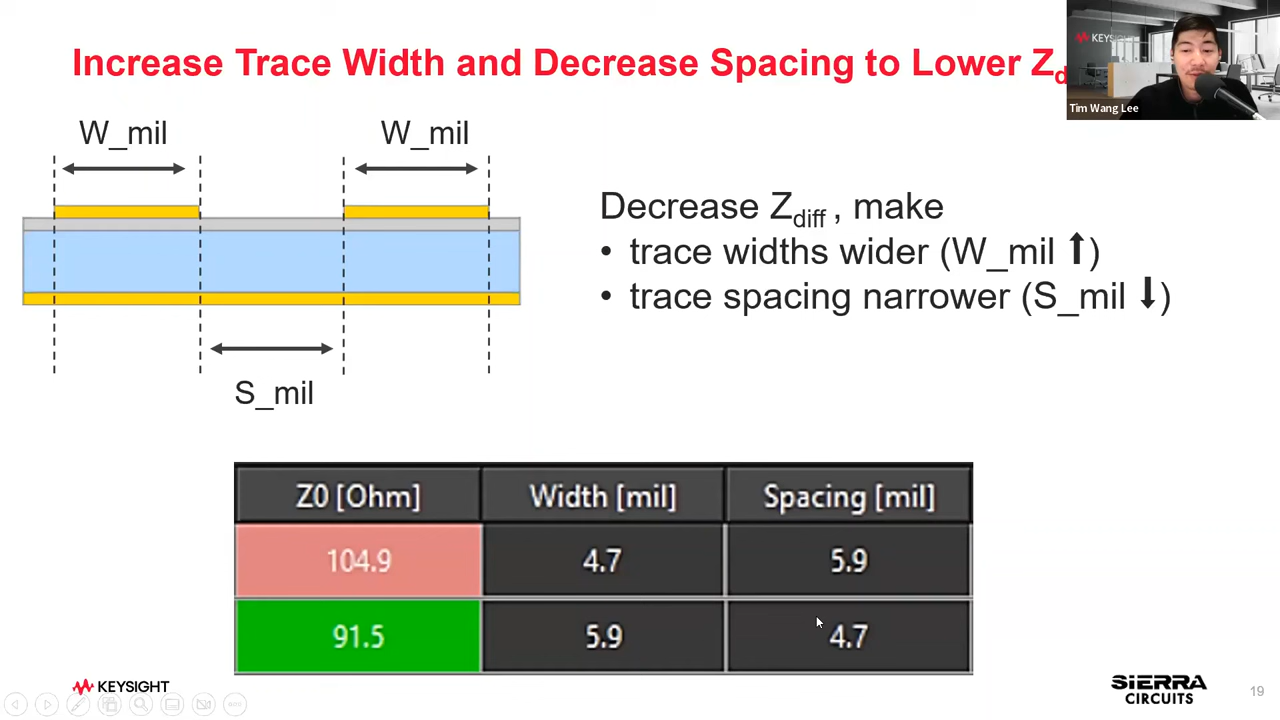 Increase Trace Width and Decrease Spacing to Lower Zd
KEYSIGHT
Tim Wang Lee
W_mil
W_mil
Decrease Zdiff , make
• trace widths wider (W_mil ⬆)
• trace spacing narrower (S_mil ⬇)
S_mil
Z0 [Ohm] Width [mil] Spacing [mil]
104.9 4.7 5.9
91.5 5.9 4.7
KEYSIGHT
SIERRA
CIRCUITS
19